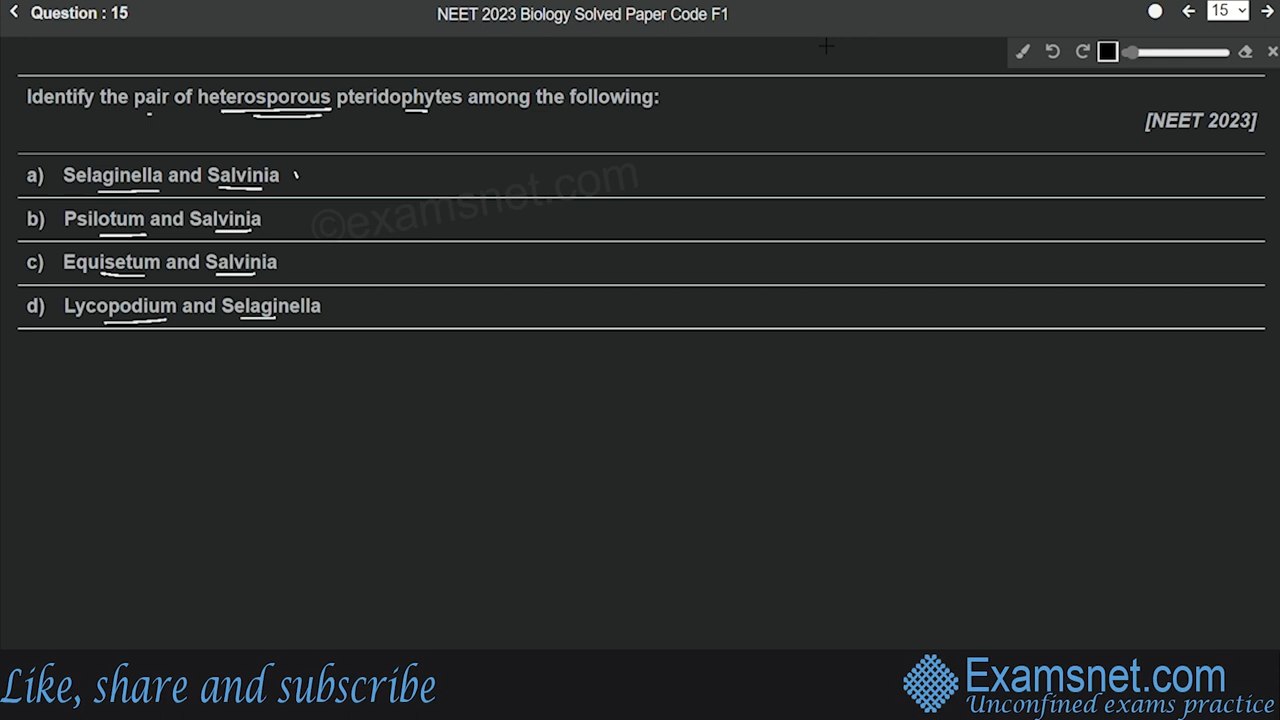 Question : 15
NEET 2023 Biology Solved Paper Code F1
15
Identify the pair of heterosporous pteridophytes among the following:
[NEET 2023]
a) Selaginella and Salvinia
b) Psilotum and Salvinia
c) Equisetum and Salvinia
d) Lycopodium and Selaginella
©examsnet.com
Like, share and subscribe
Examsnet.com
Unconfined exams practice